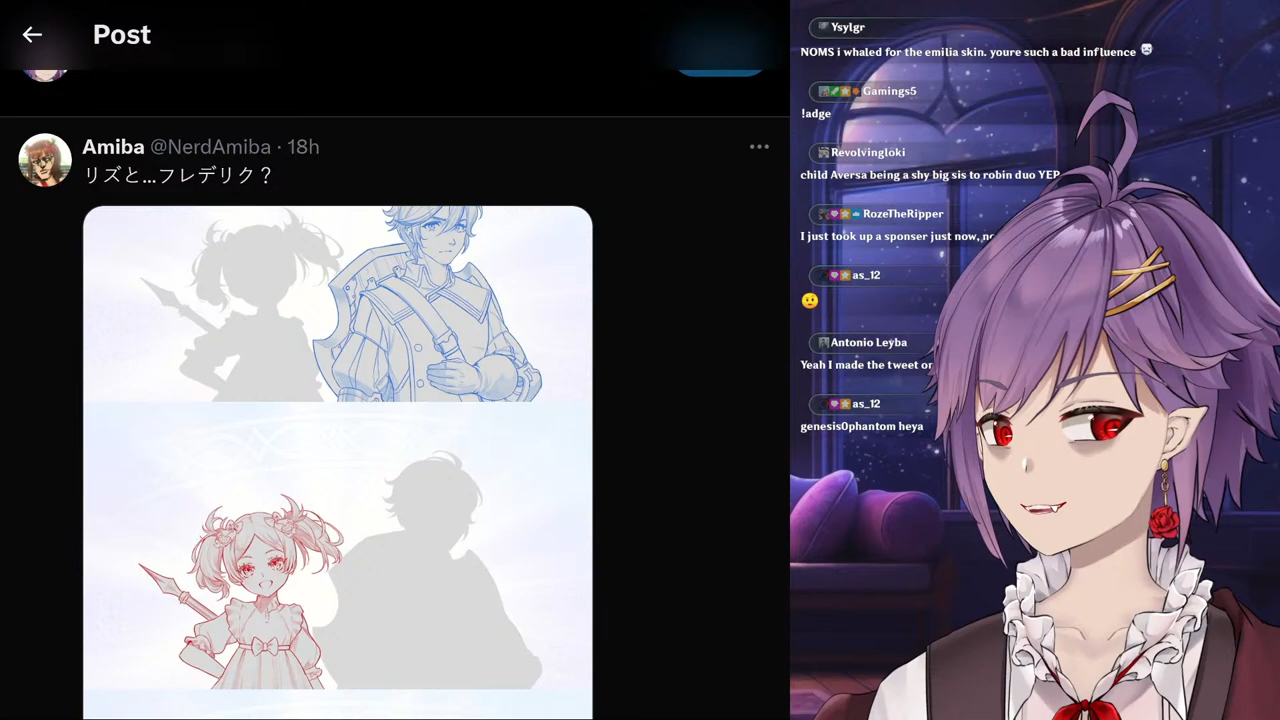 Post
Amiba @NerdAmiba · 18h
リズと...フレデリク？
Ysylgr
NOMS i whaled for the emilia skin. youre such a bad influence
Gamings5
!adge
Revolvingloki
child Aversa being a shy big sis to robin duo YEP
RozeTheRipper
I just took up a sponser just now,
as_12
Antonio Leyba
Yeah I made the tweet or
as_12
genesis0phantom heya